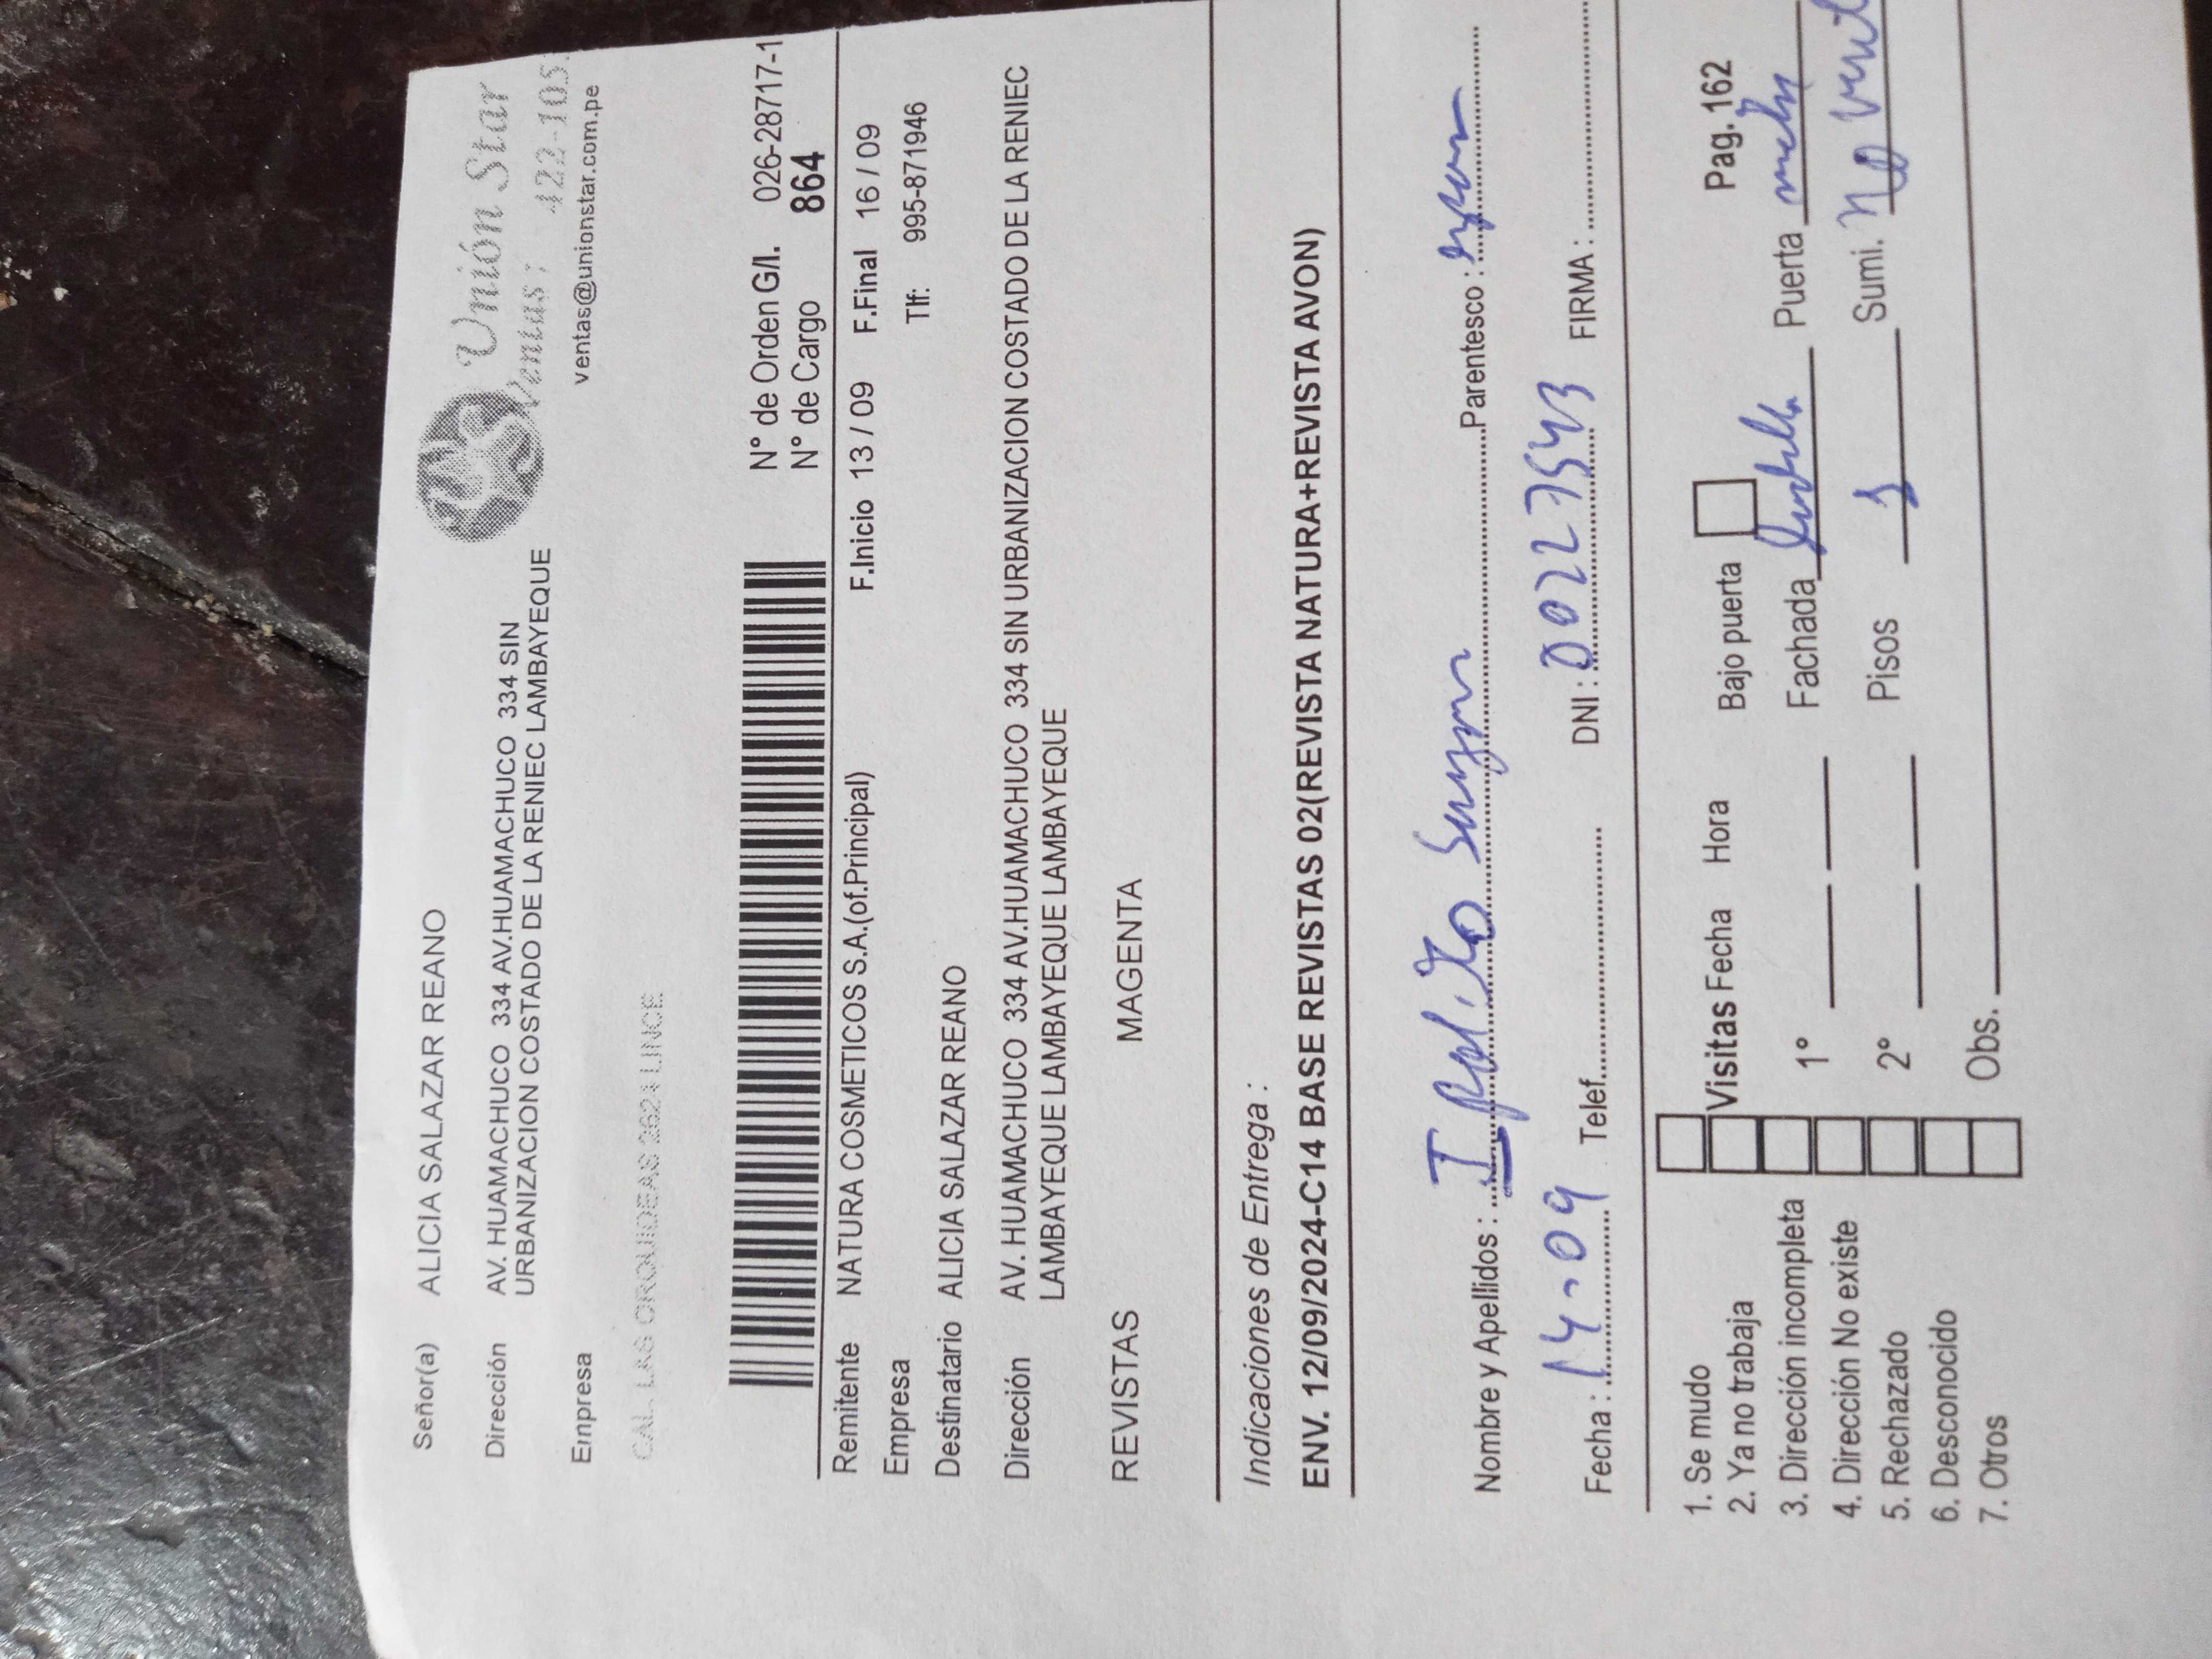 Señor(a) ALICIA SALAZAR REANO
Dirección AV. HUAMACHUCO 334 AV.HUAMACHUCO 334 SIN
URBANIZACION COSTADO DE LA RENIEC LAMBAYEQUE
Empresa
CAL. LAS ORQUIDEAS 2621 LINCE
Unión Star
Ventas: 422-105
ventas@unionstar.com.pe
N° de Orden G/I. 026-28717-1
N° de Cargo 864
Remitente NATURA COSMETICOS S.A.(of.Principal) F.Inicio 13 / 09 F.Final 16 / 09
Empresa Tlf: 995-871946
Destinatario ALICIA SALAZAR REANO
Dirección AV. HUAMACHUCO 334 AV.HUAMACHUCO 334 SIN URBANIZACION COSTADO DE LA RENIEC
LAMBAYEQUE LAMBAYEQUE LAMBAYEQUE
REVISTAS MAGENTA
Indicaciones de Entrega :
ENV. 12/09/2024-C14 BASE REVISTAS 02(REVISTA NATURA+REVISTA AVON)
Nombre y Apellidos : Parentesco :
Fecha : 14-09 Telef. DNI : 00227543 FIRMA :
1. Se mudo
2. Ya no trabaja
3. Dirección incompleta
4. Dirección No existe
5. Rechazado
6. Desconocido
7. Otros
Visitas Fecha Hora Bajo puerta Pag. 162
1° Fachada Puerta
2° Pisos 1 Sumi. No
Obs.